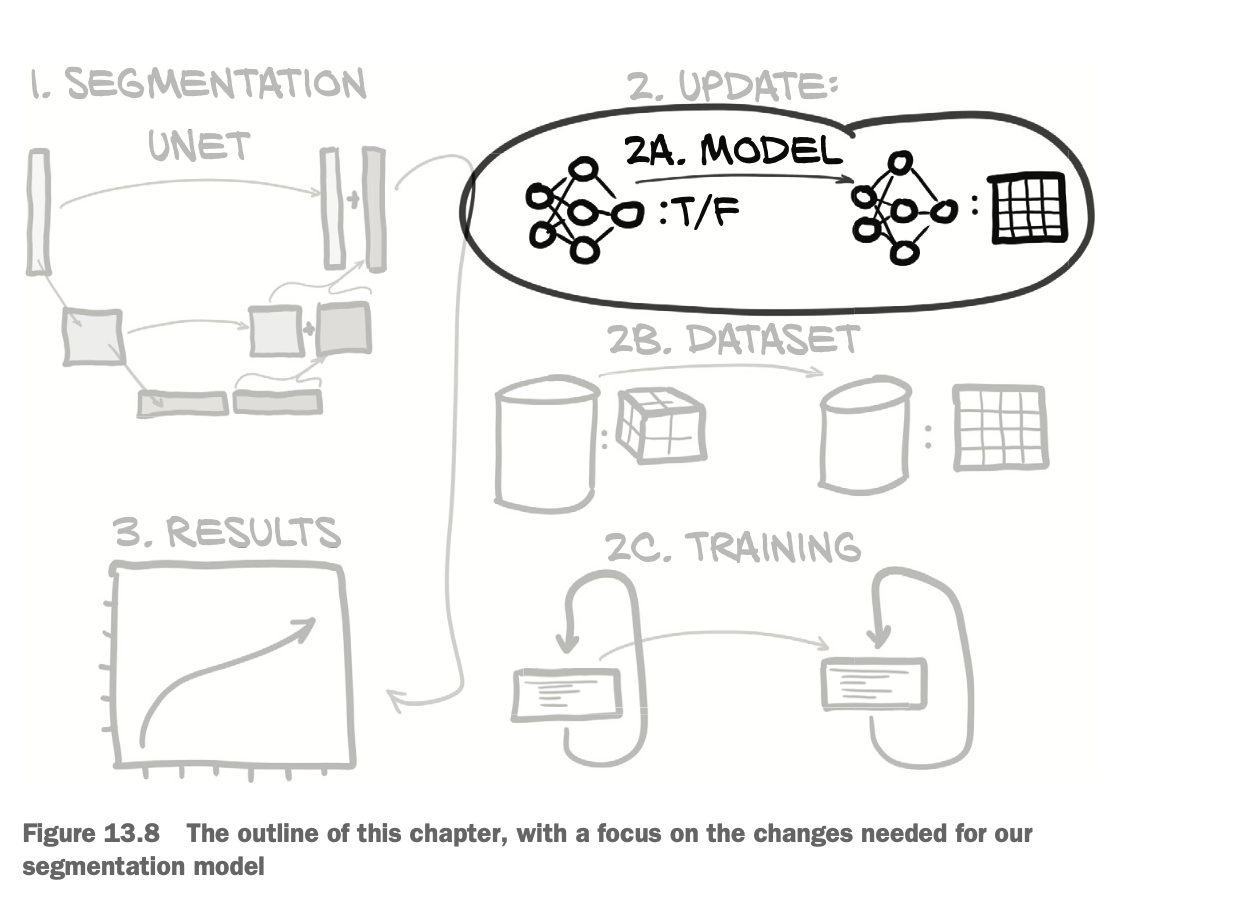 1. SEGMENTATION
UNET
2. UPDATE:
2A. MODEL
:T/F
:
2B. DATASET
: :
2C. TRAINING
3. RESULTS
Figure 13.8 The outline of this chapter, with a focus on the changes needed for our
segmentation model